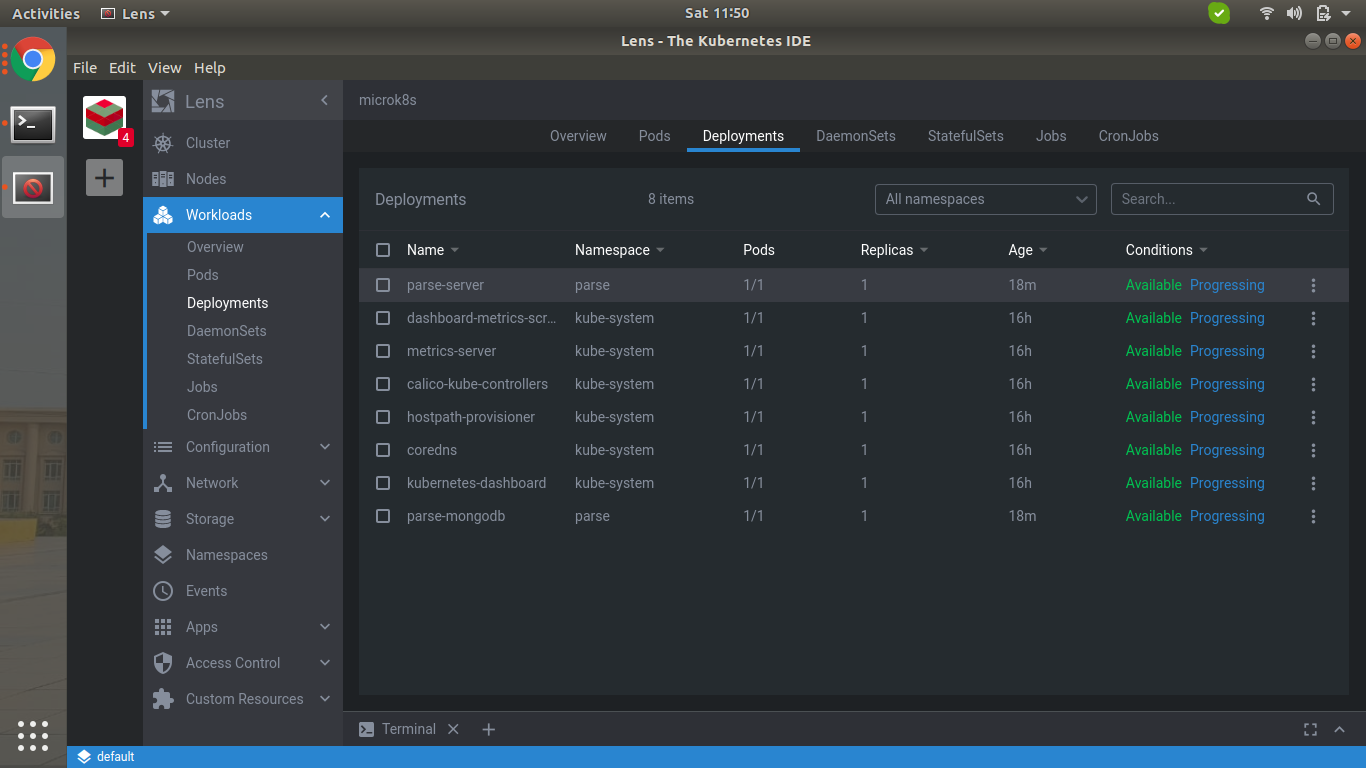 Activities Lens Sat 11:50
Lens - The Kubernetes IDE
File Edit View Help
4
Lens
Cluster
Nodes
Workloads
Overview
Pods
Deployments
DaemonSets
StatefulSets
Jobs
CronJobs
Configuration
Network
Storage
Namespaces
Events
Apps
Access Control
Custom Resources
microk8s
Overview Pods Deployments DaemonSets StatefulSets Jobs CronJobs
Deployments 8 items All namespaces Search...
Name Namespace Pods Replicas Age Conditions
parse-server parse 1/1 1 18m Available Progressing
dashboard-metrics-scr... kube-system 1/1 1 16h Available Progressing
metrics-server kube-system 1/1 1 16h Available Progressing
calico-kube-controllers kube-system 1/1 1 16h Available Progressing
hostpath-provisioner kube-system 1/1 1 16h Available Progressing
coredns kube-system 1/1 1 16h Available Progressing
kubernetes-dashboard kube-system 1/1 1 16h Available Progressing
parse-mongodb parse 1/1 1 18m Available Progressing
Terminal
default